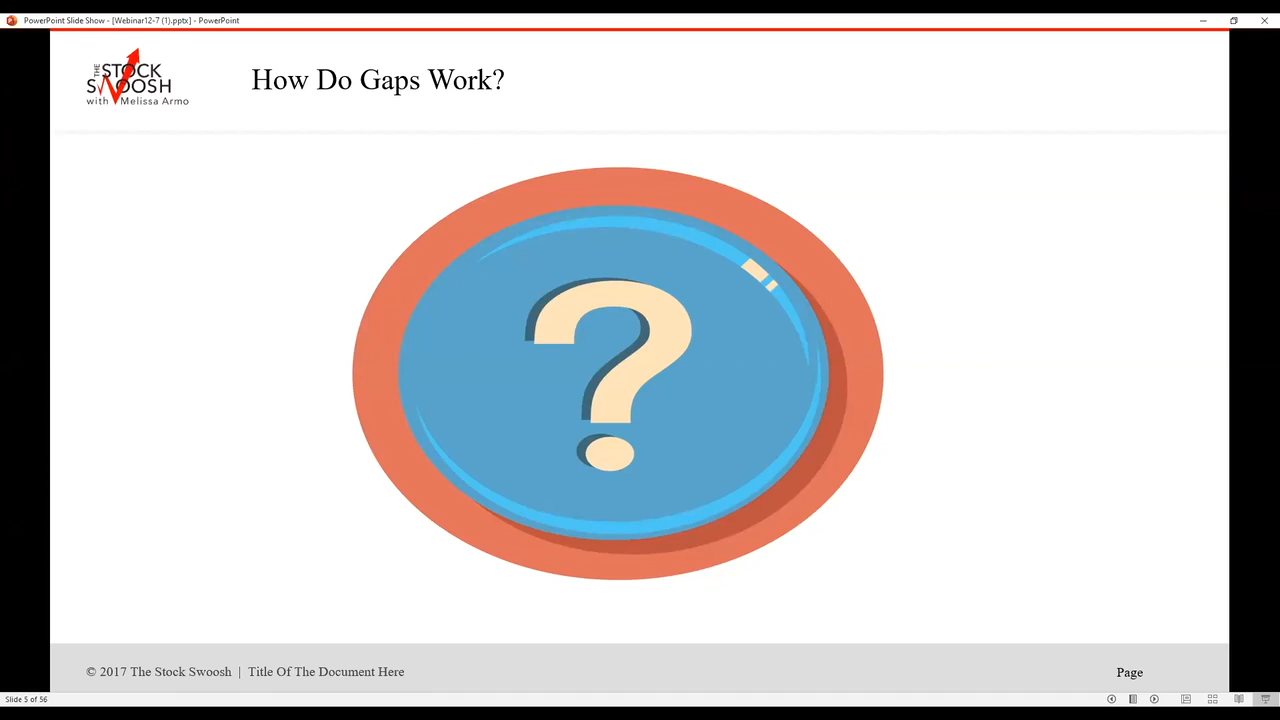 PowerPoint Slide Show - [Webinar12-7 (1).pptx] - PowerPoint
THE
STOCK
SWOOSH
with Melissa Armo
How Do Gaps Work?
?
© 2017 The Stock Swoosh | Title Of The Document Here
Page
Slide 5 of 56